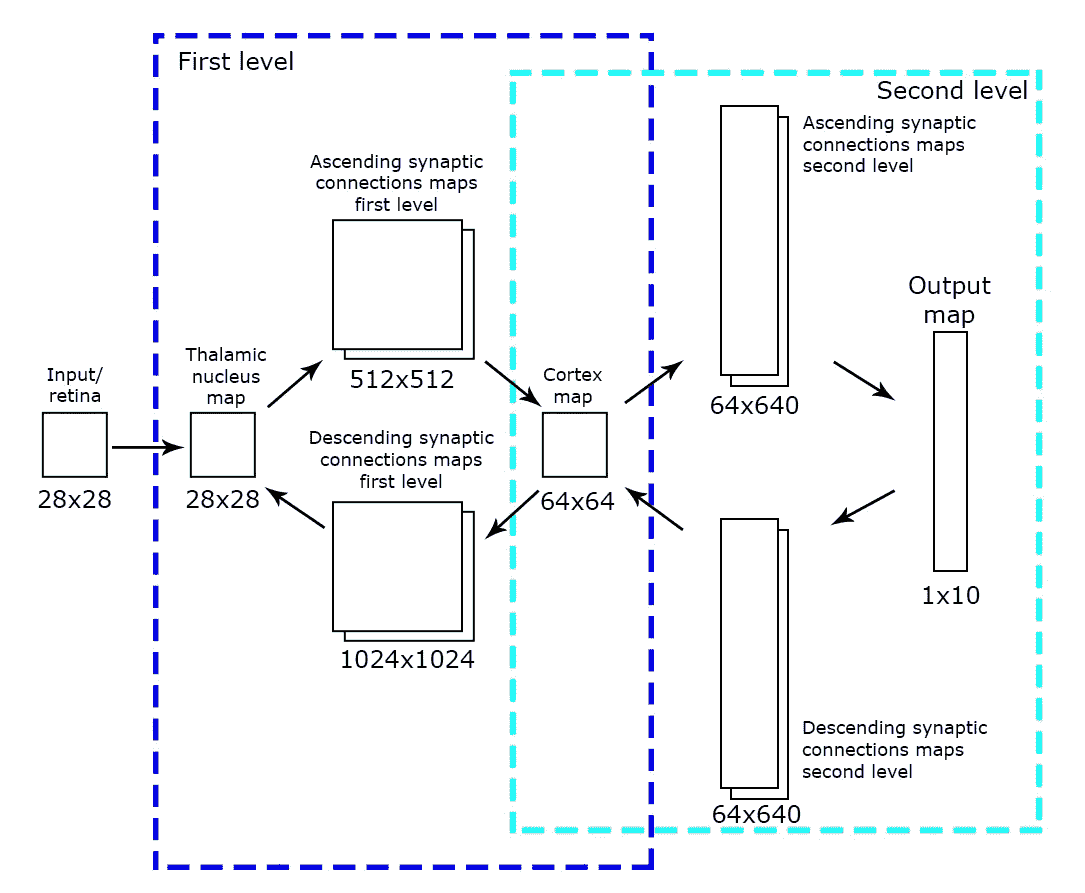 First level
Second level
Ascending synaptic
connections maps
second level
Ascending synaptic
connections maps
first level
Output
map
Input/
retina
Thalamic
nucleus
map
512x512
Cortex
map
64x640
Descending synaptic
connections maps
first level
28x28
28x28
64x64
1x10
1024x1024
Descending synaptic
connections maps
second level
64x640